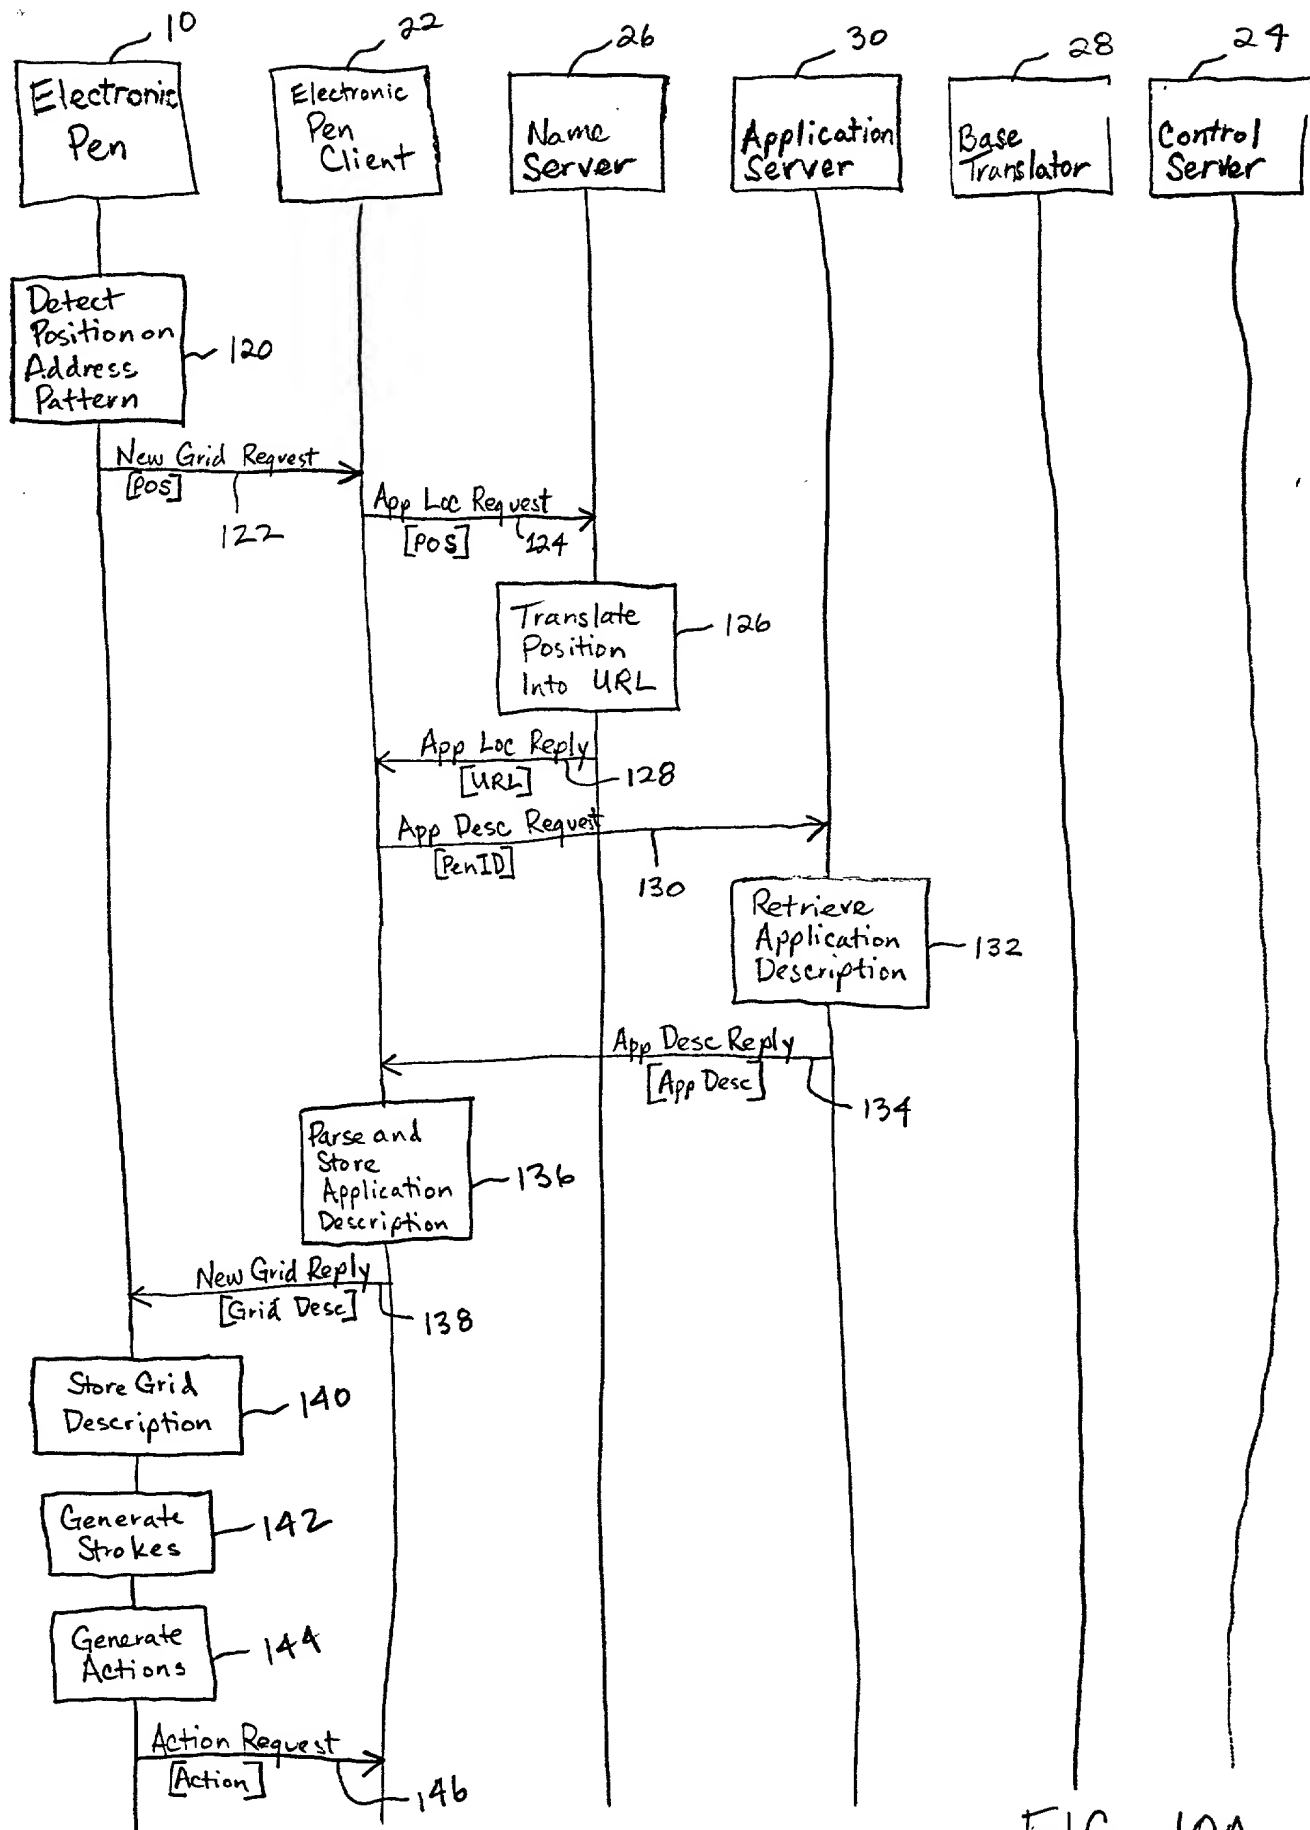 10
22
26
30
28
24
Electronic
Pen
Electronic
Pen
Client
Name
Server
Application
Server
Base
Translator
Control
Server
Detect
Position on
Address
Pattern
120
New Grid Request
[POS]
122
App Loc Request
[POS]
124
Translate
Position
Into URL
126
App Loc Reply
[URL]
128
App Desc Request
[PenID]
130
Retrieve
Application
Description
132
App Desc Reply
[App Desc]
134
Parse and
Store
Application
Description
136
New Grid Reply
[Grid Desc]
138
Store Grid
Description
140
Generate
Strokes
142
Generate
Actions
144
Action Request
[Action]
146
FIG. 10A